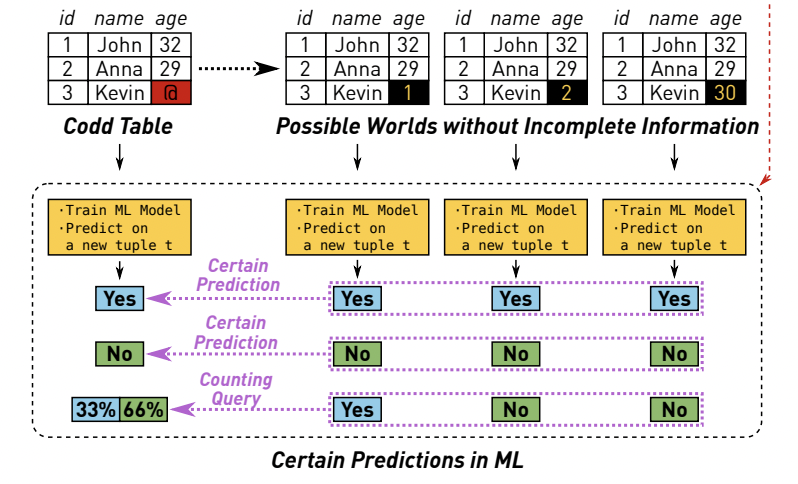 id name age id name age id name age id name age
1 John 32 1 John 32 1 John 32 1 John 32
2 Anna 29 2 Anna 29 2 Anna 29 2 Anna 29
3 Kevin @ 3 Kevin 1 3 Kevin 2 3 Kevin 30
Codd Table Possible Worlds without Incomplete Information
·Train ML Model ·Train ML Model ·Train ML Model ·Train ML Model
·Predict on ·Predict on ·Predict on ·Predict on
a new tuple t a new tuple t a new tuple t a new tuple t
Certain
Prediction
Yes Yes Yes Yes
Certain
Prediction
No No No No
Counting
Query
33% 66% Yes No No
Certain Predictions in ML